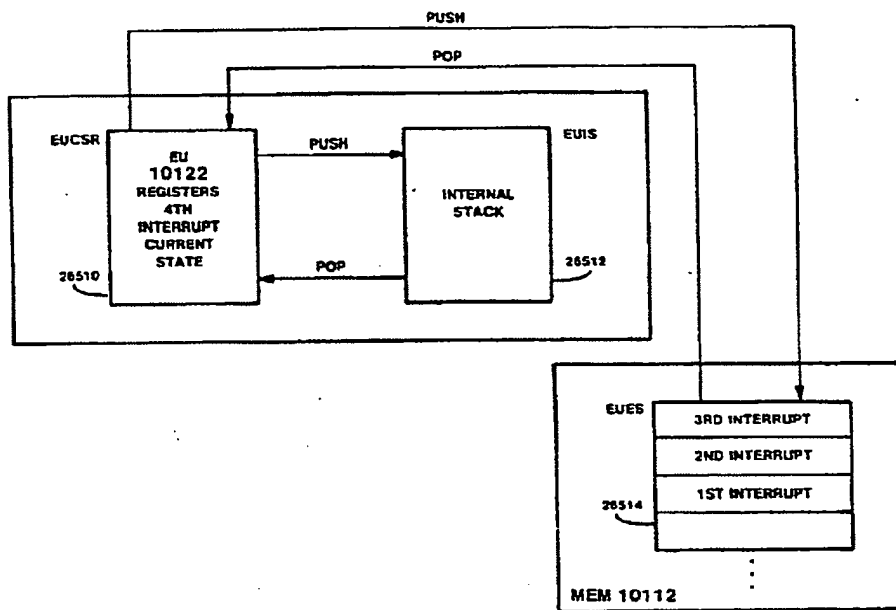 PUSH
POP
EUCSR
EU
10122
REGISTERS
4TH
INTERRUPT
CURRENT
STATE
26510
PUSH
POP
EUIS
INTERNAL
STACK
26512
EUES
3RD INTERRUPT
2ND INTERRUPT
1ST INTERRUPT
26514
MEM 10112